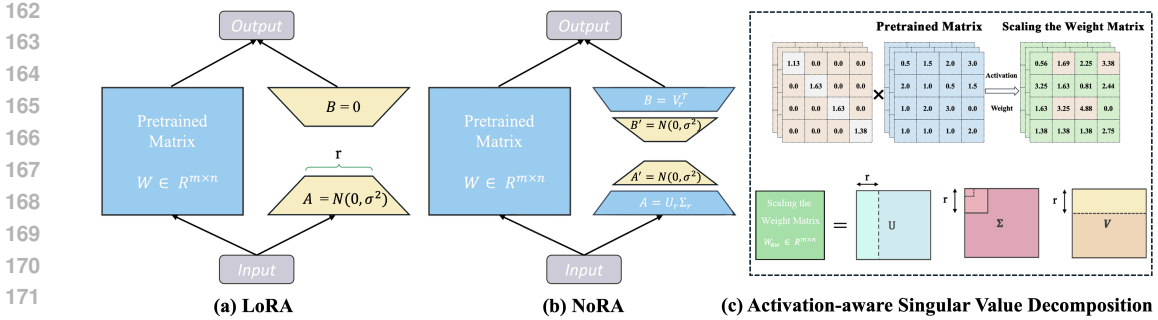 162
163
164
165
166
167
168
169
170
171
Output
Pretrained
Matrix
W ∈ R^{m×n}
B = 0
r
A = N(0, σ²)
Input
(a) LoRA
Output
Pretrained
Matrix
W ∈ R^{m×n}
B = V_r^T
B' = N(0, σ²)
A' = N(0, σ²)
A = U_rΣ_r
Input
(b) NoRA
Pretrained Matrix
Scaling the Weight Matrix
1.13 0.0 0.0 0.0
0.0 1.63 0.0 0.0
0.0 0.0 1.63 0.0
0.0 0.0 0.0 1.38
×
0.5 1.5 2.0 3.0
2.0 1.0 0.5 1.5
1.0 2.0 3.0 0.0
1.0 1.0 1.0 2.0
Activation
Weight
0.56 1.69 2.25 3.38
3.25 1.63 0.81 2.44
1.63 3.25 4.88 0.0
1.38 1.38 1.38 2.75
Scaling the
Weight Matrix
W_{aw} ∈ R^{m×n}
=
r
U
r
Σ
r
V
(c) Activation-aware Singular Value Decomposition